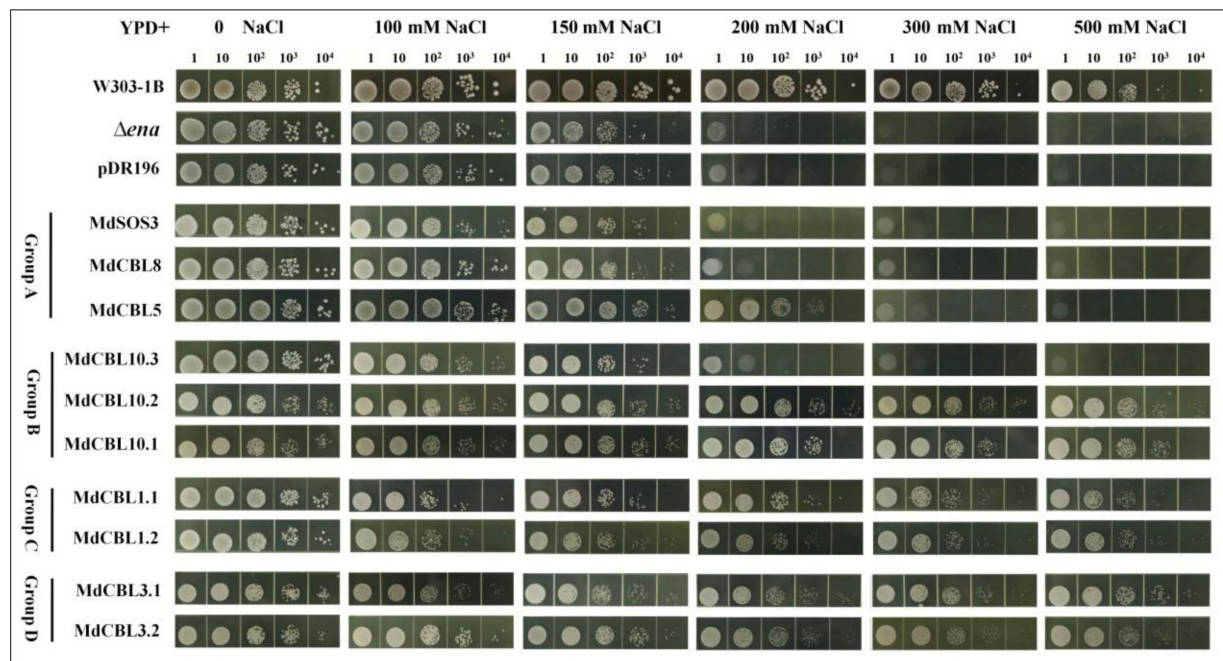 YPD+ 0 NaCl 100 mM NaCl 150 mM NaCl 200 mM NaCl 300 mM NaCl 500 mM NaCl
1 10 10² 10³ 10⁴ 1 10 10² 10³ 10⁴ 1 10 10² 10³ 10⁴ 1 10 10² 10³ 10⁴ 1 10 10² 10³ 10⁴ 1 10 10² 10³ 10⁴
W303-1B
Δena
pDR196
Group A
MdSOS3
MdCBL8
MdCBL5
Group B
MdCBL10.3
MdCBL10.2
MdCBL10.1
Group C
MdCBL1.1
MdCBL1.2
Group D
MdCBL3.1
MdCBL3.2